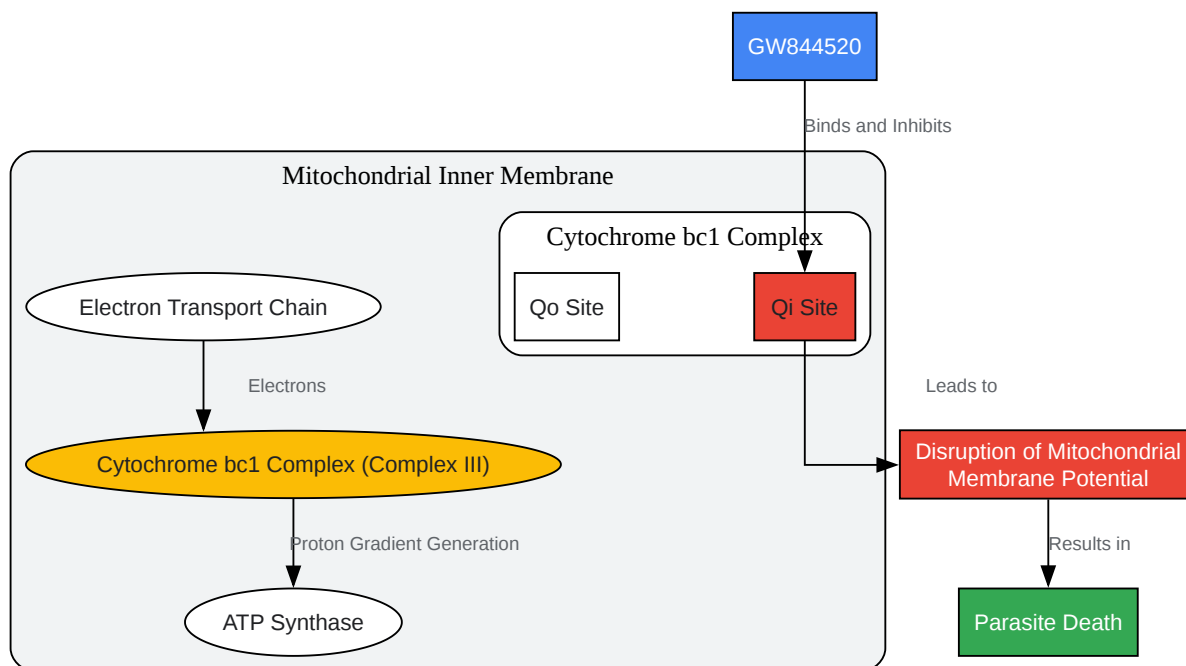 GW844520
Binds and Inhibits
Mitochondrial Inner Membrane
Cytochrome bc1 Complex
Electron Transport Chain
Qo Site
Qi Site
Electrons
Leads to
Cytochrome bc1 Complex (Complex III)
Disruption of Mitochondrial
Membrane Potential
Proton Gradient Generation
Results in
ATP Synthase
Parasite Death